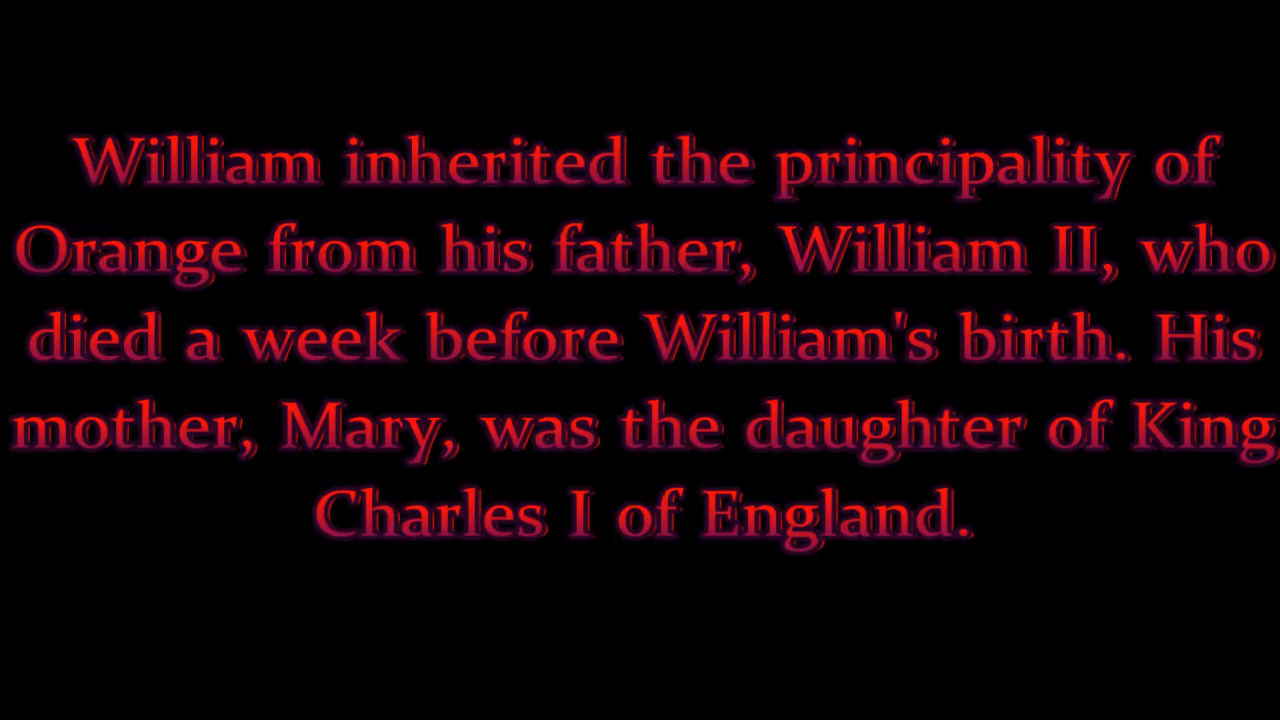 William inherited the principality of
Orange from his father, William II, who
died a week before William's birth. His
mother, Mary, was the daughter of King
Charles I of England.